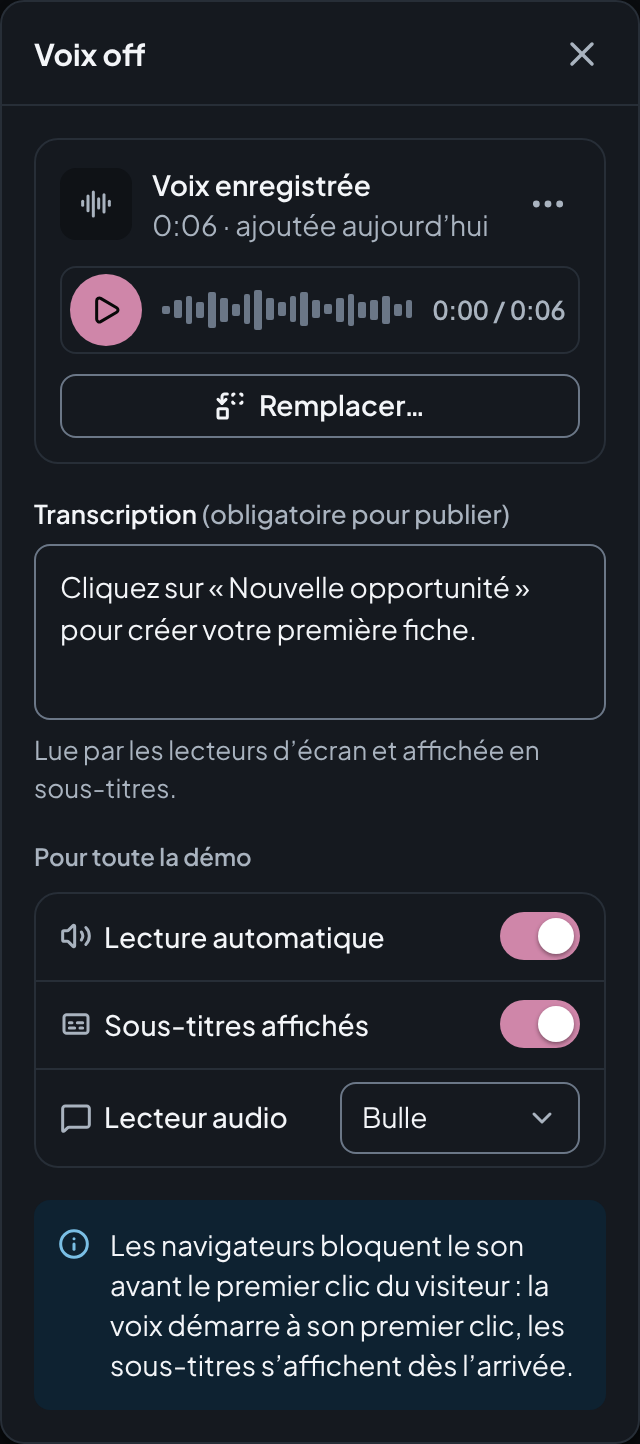 Voix off
Voix enregistrée
0:06 · ajoutée aujourd’hui
0:00 / 0:06
Remplacer…
Transcription (obligatoire pour publier)
Cliquez sur « Nouvelle opportunité »
pour créer votre première fiche.
Lue par les lecteurs d’écran et affichée en
sous-titres.
Pour toute la démo
Lecture automatique
Sous-titres affichés
Lecteur audio
Bulle
Les navigateurs bloquent le son
avant le premier clic du visiteur : la
voix démarre à son premier clic, les
sous-titres s’affichent dès l’arrivée.